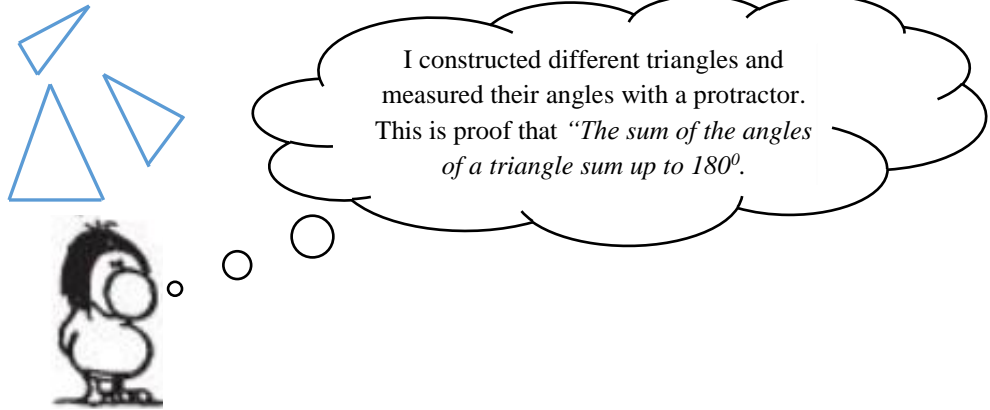 I constructed different triangles and
measured their angles with a protractor.
This is proof that “The sum of the angles
of a triangle sum up to 180⁰.